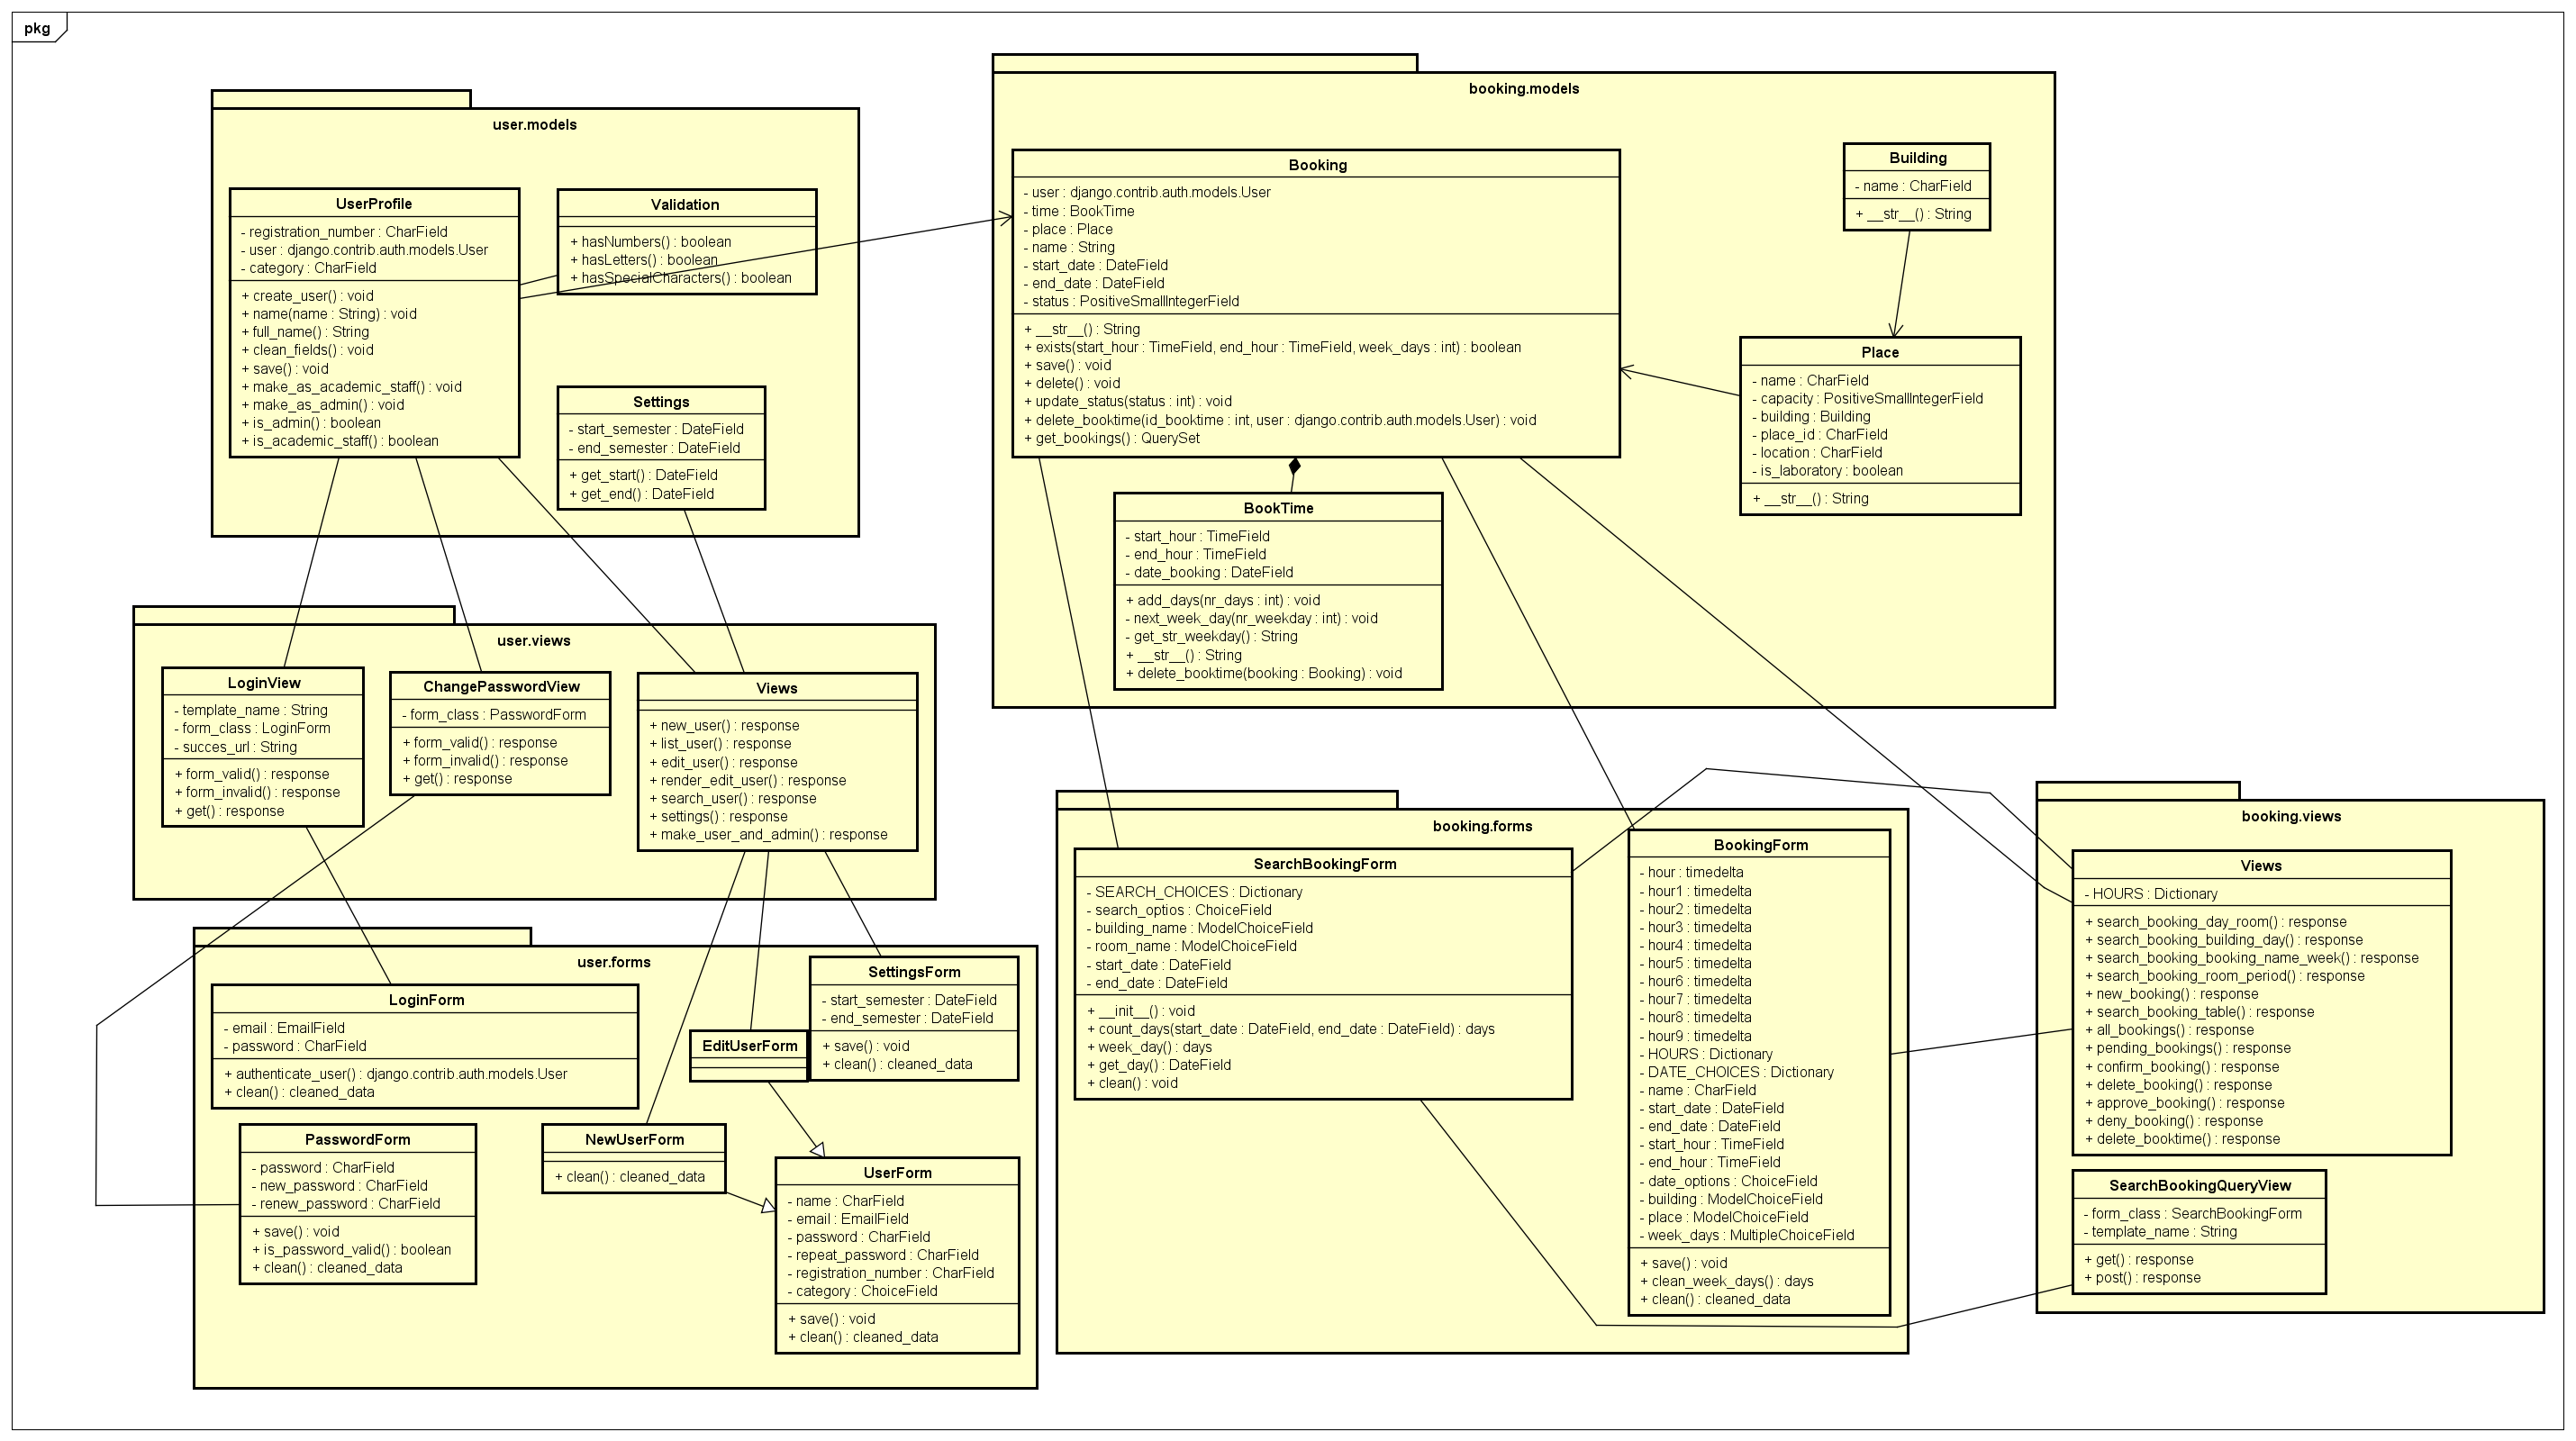 pkg
user.models
UserProfile
- registration_number : CharField
- user : django.contrib.auth.models.User
- category : CharField
+ create_user() : void
+ name(name : String) : void
+ full_name() : String
+ clean_fields() : void
+ save() : void
+ make_as_academic_staff() : void
+ make_as_admin() : void
+ is_admin() : boolean
+ is_academic_staff() : boolean
Validation
+ hasNumbers() : boolean
+ hasLetters() : boolean
+ hasSpecialCharacters() : boolean
Settings
- start_semester : DateField
- end_semester : DateField
+ get_start() : DateField
+ get_end() : DateField
booking.models
Booking
- user : django.contrib.auth.models.User
- time : BookTime
- place : Place
- name : String
- start_date : DateField
- end_date : DateField
- status : PositiveSmallIntegerField
+ __str__() : String
+ exists(start_hour : TimeField, end_hour : TimeField, week_days : int) : boolean
+ save() : void
+ delete() : void
+ update_status(status : int) : void
+ delete_booktime(id_booktime : int, user : django.contrib.auth.models.User) : void
+ get_bookings() : QuerySet
Building
- name : CharField
+ __str__() : String
Place
- name : CharField
- capacity : PositiveSmallIntegerField
- building : Building
- place_id : CharField
- location : CharField
- is_laboratory : boolean
+ __str__() : String
BookTime
- start_hour : TimeField
- end_hour : TimeField
- date_booking : DateField
+ add_days(nr_days : int) : void
- next_week_day(nr_weekday : int) : void
- get_str_weekday() : String
+ __str__() : String
+ delete_booktime(booking : Booking) : void
user.views
LoginView
- template_name : String
- form_class : LoginForm
- succes_url : String
+ form_valid() : response
+ form_invalid() : response
+ get() : response
ChangePasswordView
- form_class : PasswordForm
+ form_valid() : response
+ form_invalid() : response
+ get() : response
Views
+ new_user() : response
+ list_user() : response
+ edit_user() : response
+ render_edit_user() : response
+ search_user() : response
+ settings() : response
+ make_user_and_admin() : response
user.forms
LoginForm
- email : EmailField
- password : CharField
+ authenticate_user() : django.contrib.auth.models.User
+ clean() : cleaned_data
SettingsForm
- start_semester : DateField
- end_semester : DateField
+ save() : void
+ clean() : cleaned_data
EditUserForm
PasswordForm
- password : CharField
- new_password : CharField
- renew_password : CharField
+ save() : void
+ is_password_valid() : boolean
+ clean() : cleaned_data
NewUserForm
+ clean() : cleaned_data
UserForm
- name : CharField
- email : EmailField
- password : CharField
- repeat_password : CharField
- registration_number : CharField
- category : ChoiceField
+ save() : void
+ clean() : cleaned_data
booking.forms
SearchBookingForm
- SEARCH_CHOICES : Dictionary
- search_optios : ChoiceField
- building_name : ModelChoiceField
- room_name : ModelChoiceField
- start_date : DateField
- end_date : DateField
+ __init__() : void
+ count_days(start_date : DateField, end_date : DateField) : days
+ week_day() : days
+ get_day() : DateField
+ clean() : void
BookingForm
- hour : timedelta
- hour1 : timedelta
- hour2 : timedelta
- hour3 : timedelta
- hour4 : timedelta
- hour5 : timedelta
- hour6 : timedelta
- hour7 : timedelta
- hour8 : timedelta
- hour9 : timedelta
- HOURS : Dictionary
- DATE_CHOICES : Dictionary
- name : CharField
- start_date : DateField
- end_date : DateField
- start_hour : TimeField
- end_hour : TimeField
- date_options : ChoiceField
- building : ModelChoiceField
- place : ModelChoiceField
- week_days : MultipleChoiceField
+ save() : void
+ clean_week_days() : days
+ clean() : cleaned_data
booking.views
Views
- HOURS : Dictionary
+ search_booking_day_room() : response
+ search_booking_building_day() : response
+ search_booking_booking_name_week() : response
+ search_booking_room_period() : response
+ new_booking() : response
+ search_booking_table() : response
+ all_bookings() : response
+ pending_bookings() : response
+ confirm_booking() : response
+ delete_booking() : response
+ approve_booking() : response
+ deny_booking() : response
+ delete_booktime() : response
SearchBookingQueryView
- form_class : SearchBookingForm
- template_name : String
+ get() : response
+ post() : response